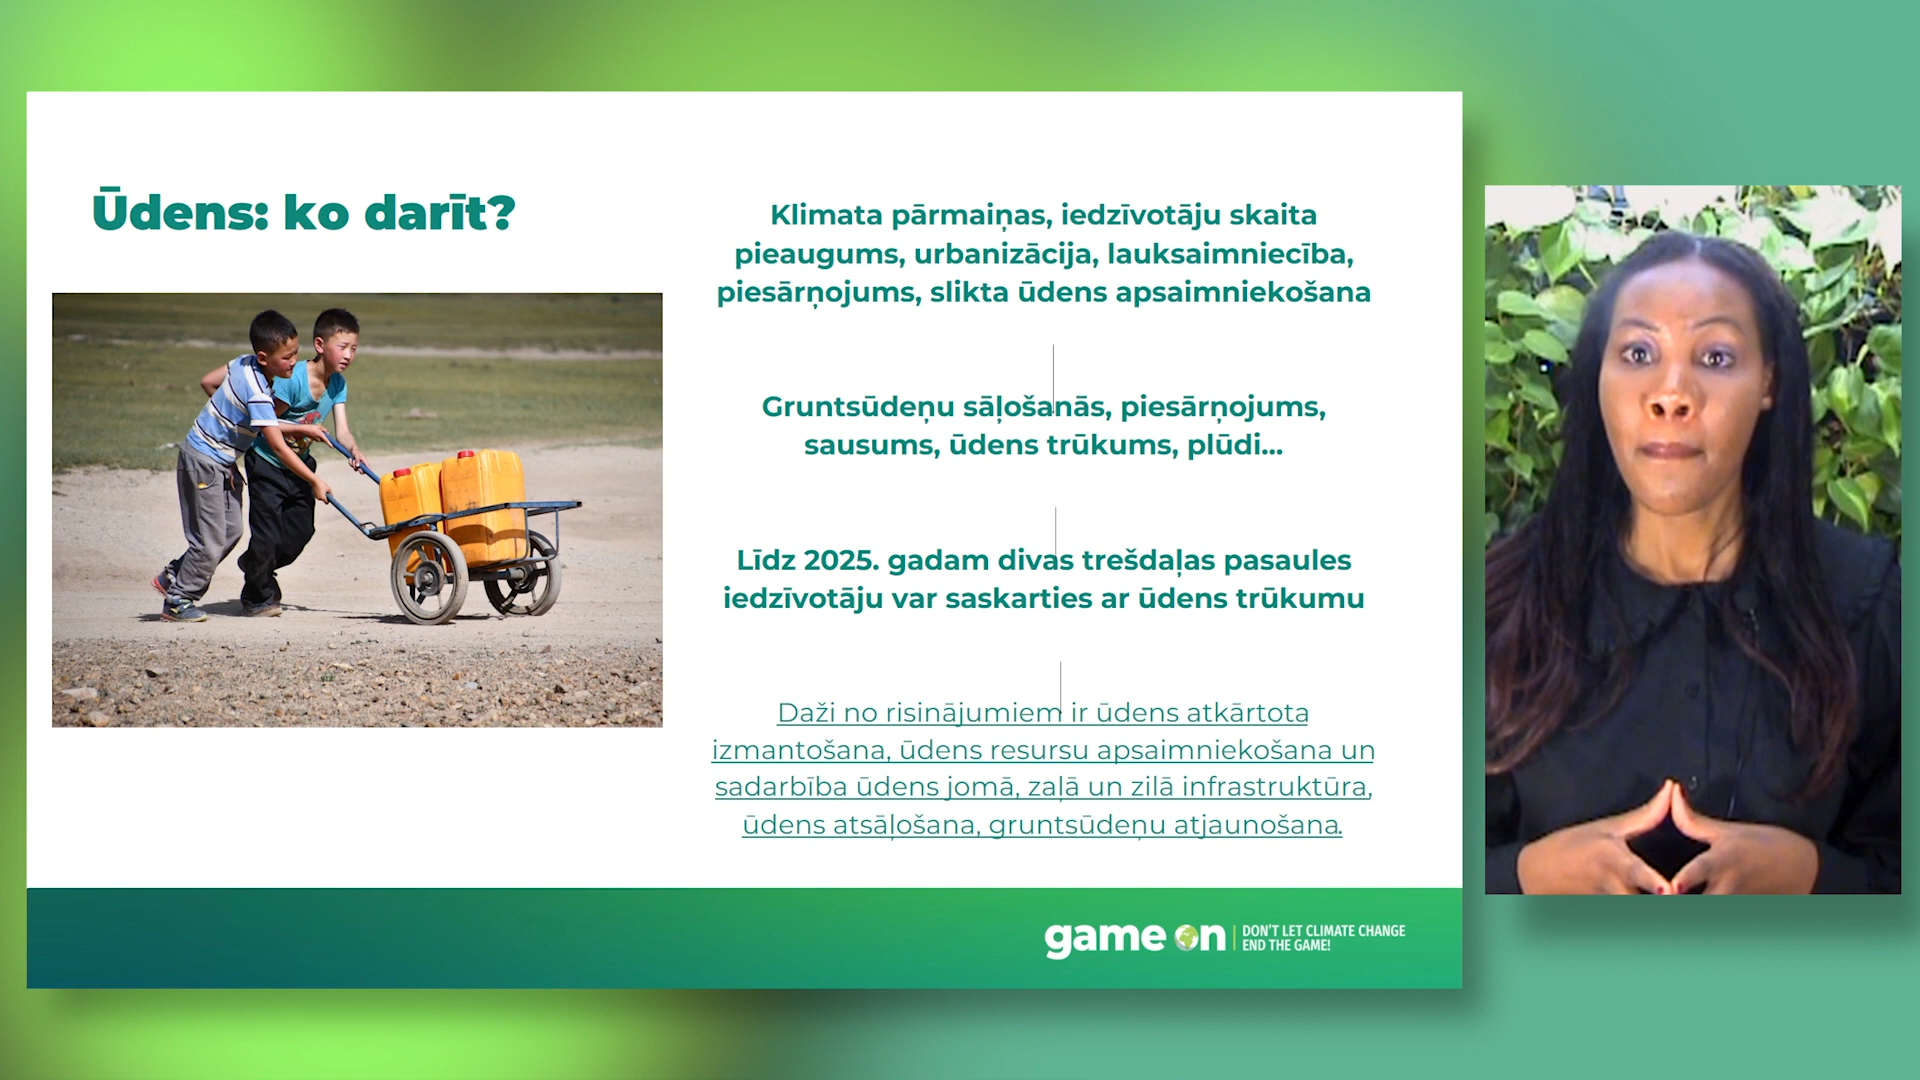 Ūdens: ko darīt?
Klimata pārmaiņas, iedzīvotāju skaita
pieaugums, urbanizācija, lauksaimniecība,
piesārņojums, slikta ūdens apsaimniekošana
Gruntsūdeņu sāļošanās, piesārņojums,
sausums, ūdens trūkums, plūdi...
Līdz 2025. gadam divas trešdaļas pasaules
iedzīvotāju var saskarties ar ūdens trūkumu
Daži no risinājumiem ir ūdens atkārtota
izmantošana, ūdens resursu apsaimniekošana un
sadarbība ūdens jomā, zaļā un zilā infrastruktūra,
ūdens atsāļošana, gruntsūdeņu atjaunošana.
game on
DON'T LET CLIMATE CHANGE
END THE GAME!